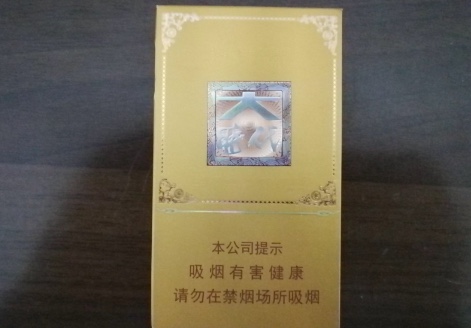 本公司提示
吸烟有害健康
请勿在禁烟场所吸烟